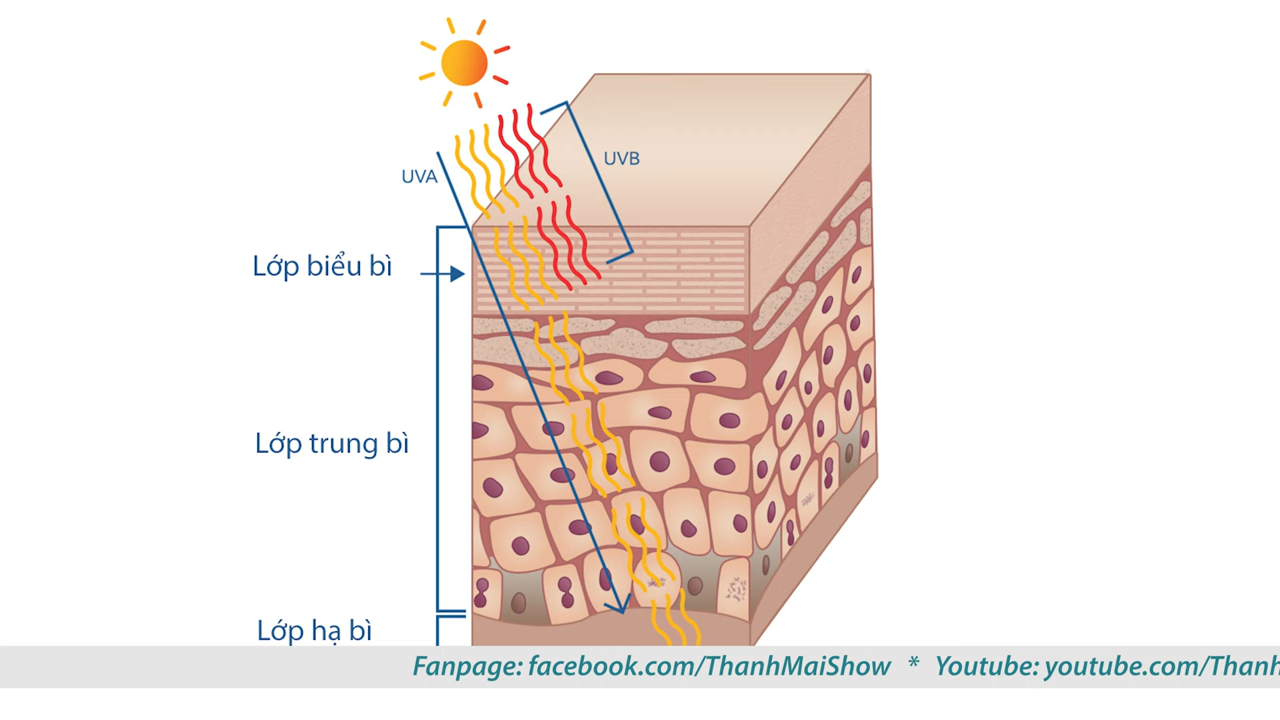 UVA
UVB
Lớp biểu bì
Lớp trung bì
Lớp hạ bì
Fanpage: facebook.com/ThanhMaiShow * Youtube: youtube.com/Thanh